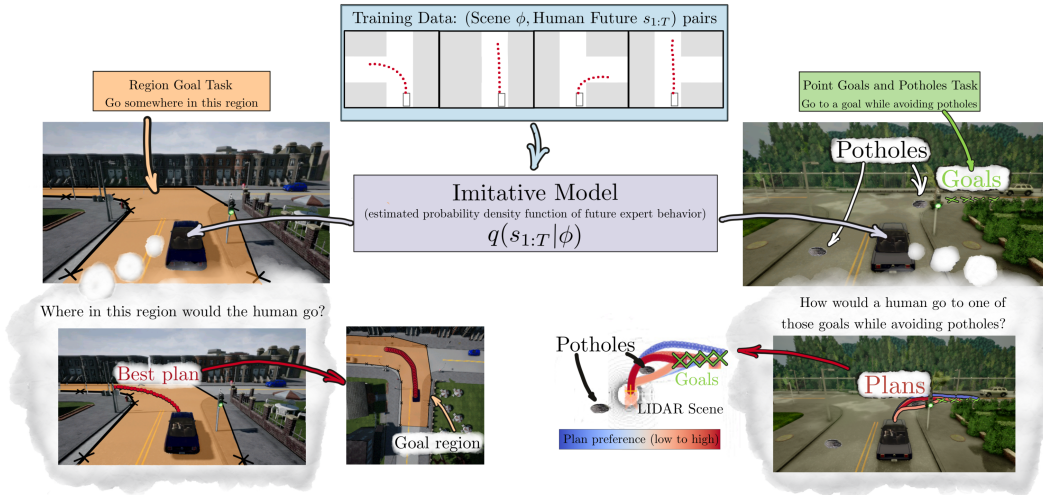 Training Data: (Scene ϕ, Human Future s₁:T) pairs
Region Goal Task
Go somewhere in this region
Point Goals and Potholes Task
Go to a goal while avoiding potholes
Potholes
Goals
Imitative Model
(estimated probability density function of future expert behavior)
q(s₁:T|ϕ)
Where in this region would the human go?
How would a human go to one of
those goals while avoiding potholes?
Best plan
Goal region
Potholes
Goals
LIDAR Scene
Plan preference (low to high)
Plans